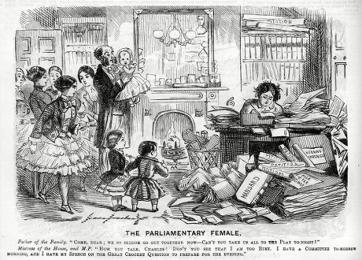 THE PARLIAMENTARY FEMALE.
Father of the Family. "COME, DEAR; WE SO SELDOM GO OUT TOGETHER NOW—CAN'T YOU TAKE US ALL TO THE PLAY TO-NIGHT?"
Mistress of the House, and M.P. "HOW YOU TALK, CHARLES! DON'T YOU SEE THAT I AM TOO BUSY. I HAVE A COMMITTEE TO-MORROW
MORNING, AND I HAVE MY SPEECH ON THE GREAT CROCHET QUESTION TO PREPARE FOR THE EVENING."